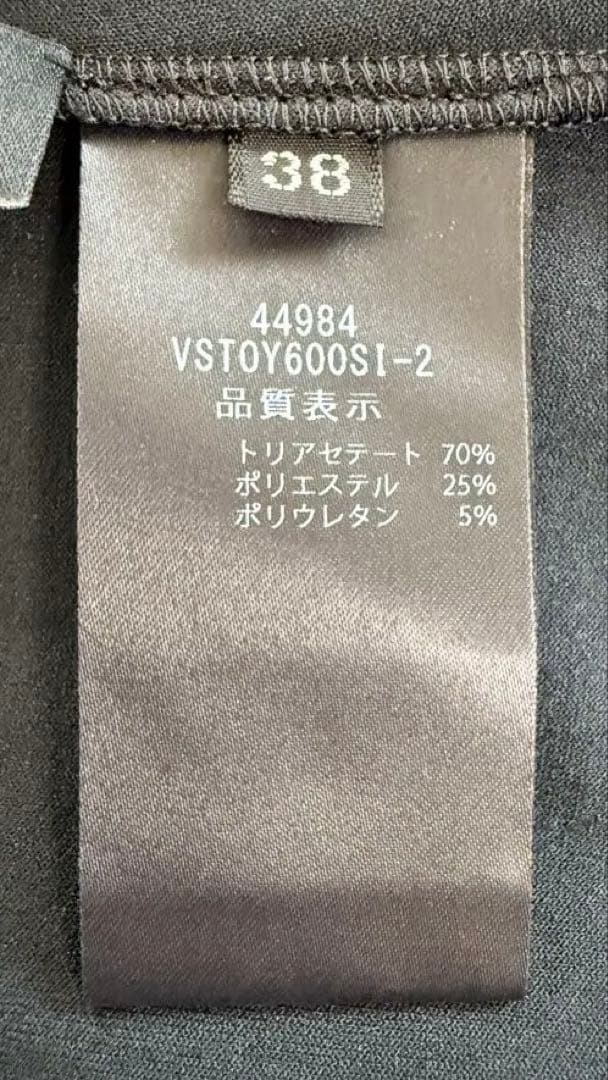 38
44984
VST0Y600SI-2
品質表示
トリアセテート 70%
ポリエステル 25%
ポリウレタン 5%